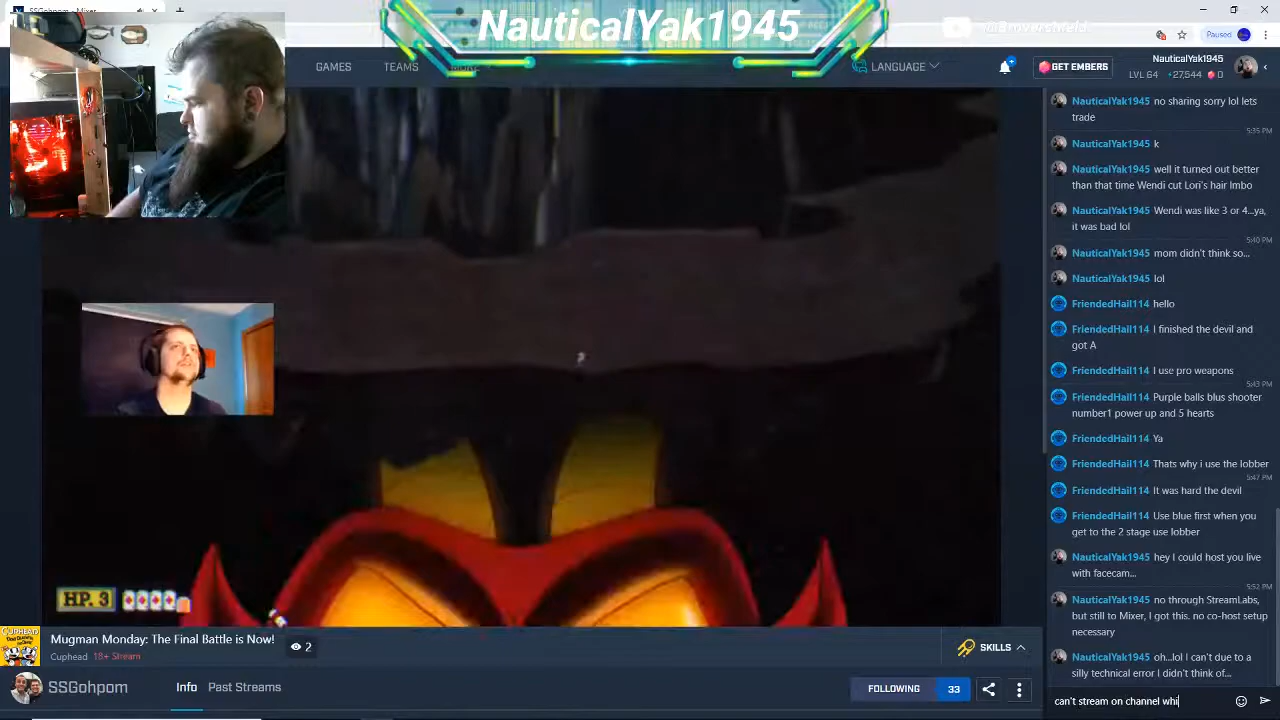 NauticalYak1945
Paused
GAMES
TEAMS
LANGUAGE
GET EMBERS
NauticalYak1945
LVL 64 27,544 0
NauticalYak1945 no sharing sorry lol lets
trade
5:35 PM
NauticalYak1945 k
NauticalYak1945 well it turned out better
than that time Wendi cut Lori's hair lmbo
NauticalYak1945 Wendi was like 3 or 4...ya,
it was bad lol
5:40 PM
NauticalYak1945 mom didn't think so...
NauticalYak1945 lol
FriendedHail114 hello
FriendedHail114 I finished the devil and
got A
FriendedHail114 I use pro weapons
5:43 PM
FriendedHail114 Purple balls blus shooter
number1 power up and 5 hearts
FriendedHail114 Ya
FriendedHail114 Thats why i use the lobber
5:47 PM
FriendedHail114 It was hard the devil
FriendedHail114 Use blue first when you
get to the 2 stage use lobber
NauticalYak1945 hey I could host you live
with facecam...
5:52 PM
NauticalYak1945 no through StreamLabs,
but still to Mixer, I got this. no co-host setup
necessary
NauticalYak1945 oh...lol I can't due to a
silly technical error I didn't think of...
can't stream on channel whi
HP. 3
CUPHEAD
Mugman Monday: The Final Battle is Now!
2
Cuphead 18+ Stream
SKILLS
SSGohpom
Info
Past Streams
FOLLOWING 33